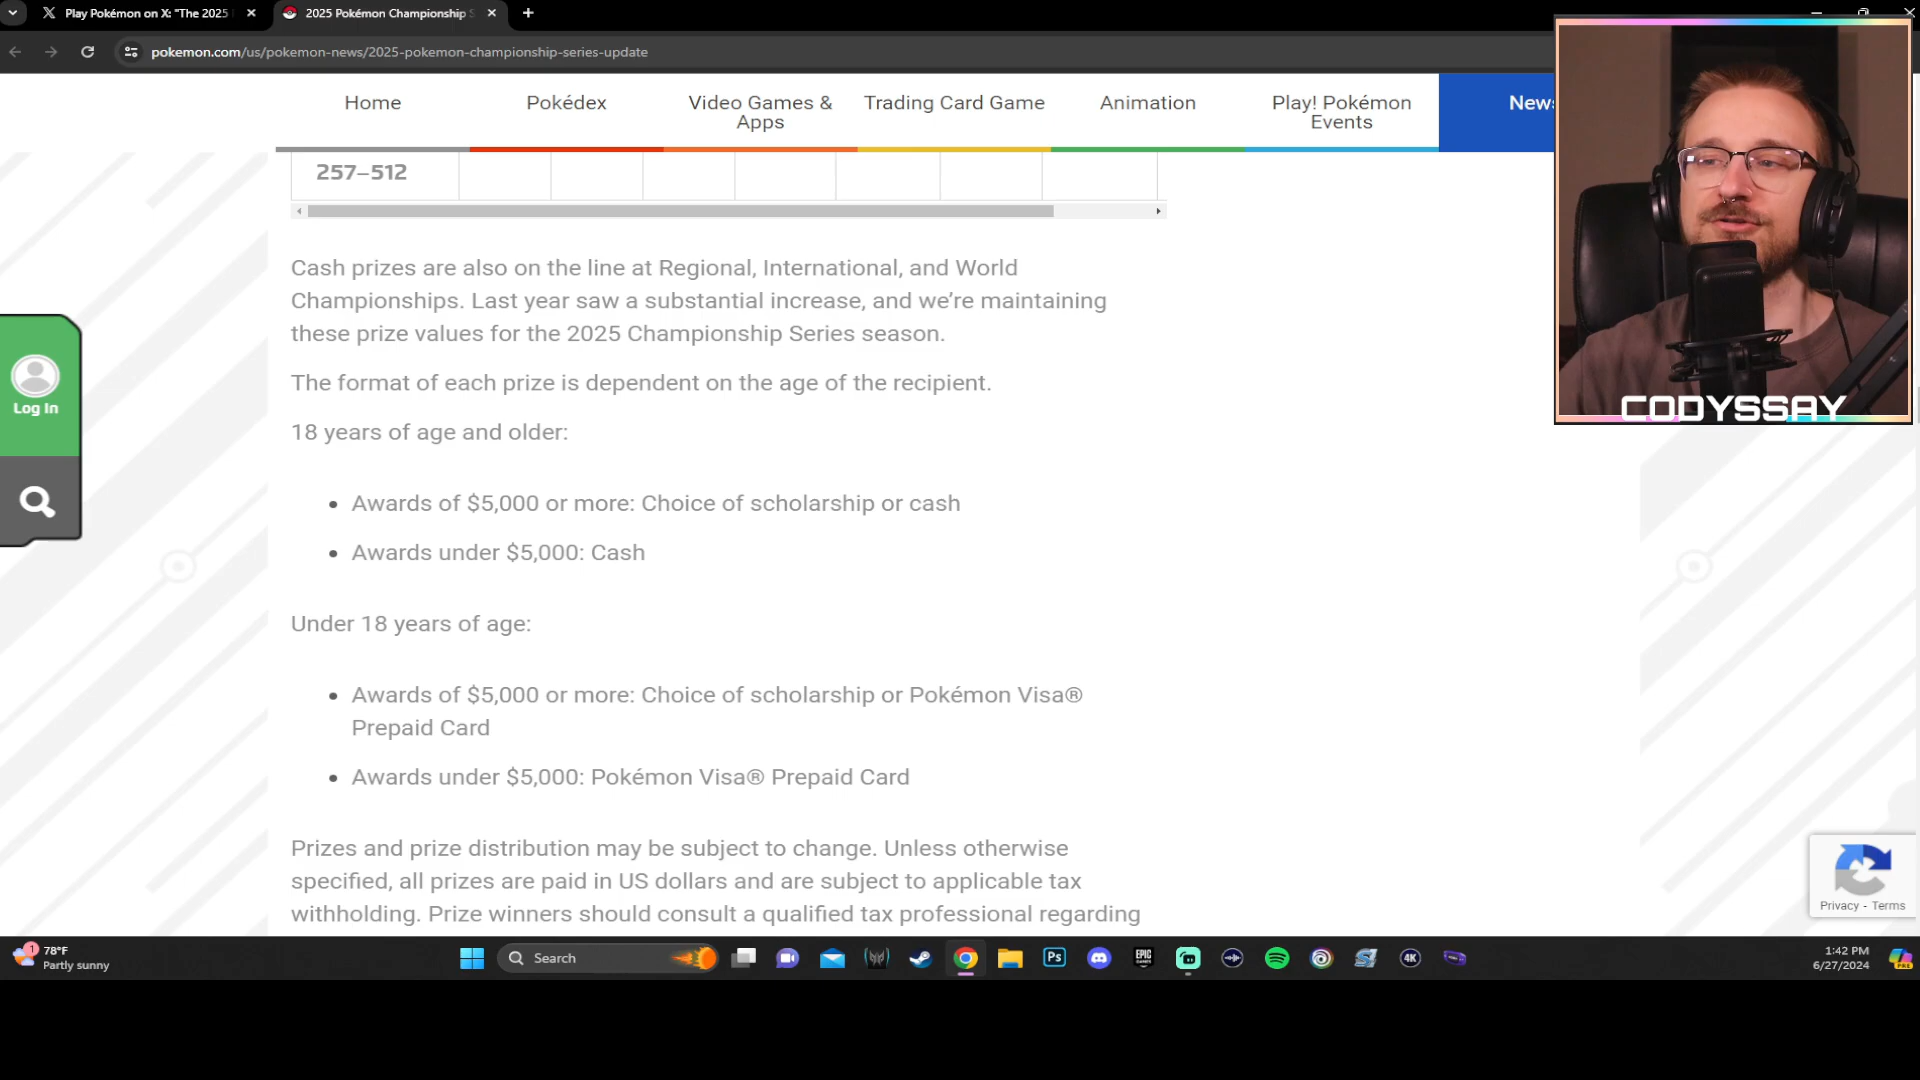 Play Pokémon on X: "The 2025
2025 Pokémon Championship S
pokemon.com/us/pokemon-news/2025-pokemon-championship-series-update
Home
Pokédex
Video Games &
Apps
Trading Card Game
Animation
Play! Pokémon
Events
News
257–512
Cash prizes are also on the line at Regional, International, and World
Championships. Last year saw a substantial increase, and we're maintaining
these prize values for the 2025 Championship Series season.
The format of each prize is dependent on the age of the recipient.
18 years of age and older:
• Awards of $5,000 or more: Choice of scholarship or cash
• Awards under $5,000: Cash
Under 18 years of age:
• Awards of $5,000 or more: Choice of scholarship or Pokémon Visa®
Prepaid Card
• Awards under $5,000: Pokémon Visa® Prepaid Card
Prizes and prize distribution may be subject to change. Unless otherwise
specified, all prizes are paid in US dollars and are subject to applicable tax
withholding. Prize winners should consult a qualified tax professional regarding
Log In
CODYSSAY
Privacy - Terms
1
78°F
Partly sunny
Search
Ps
EPIC
GAMES
4K
1:42 PM
6/27/2024
PRE